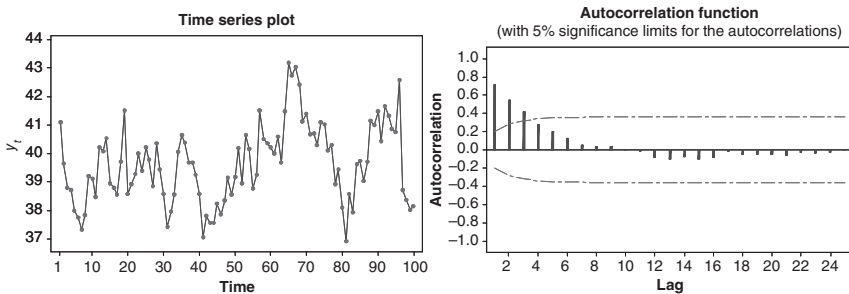 Time series plot
44
43
42
41
40
39
38
37
y_t
1 10 20 30 40 50 60 70 80 90 100
Time
Autocorrelation function
(with 5% significance limits for the autocorrelations)
1.0
0.8
0.6
0.4
0.2
0.0
−0.2
−0.4
−0.6
−0.8
−1.0
Autocorrelation
2 4 6 8 10 12 14 16 18 20 22 24
Lag